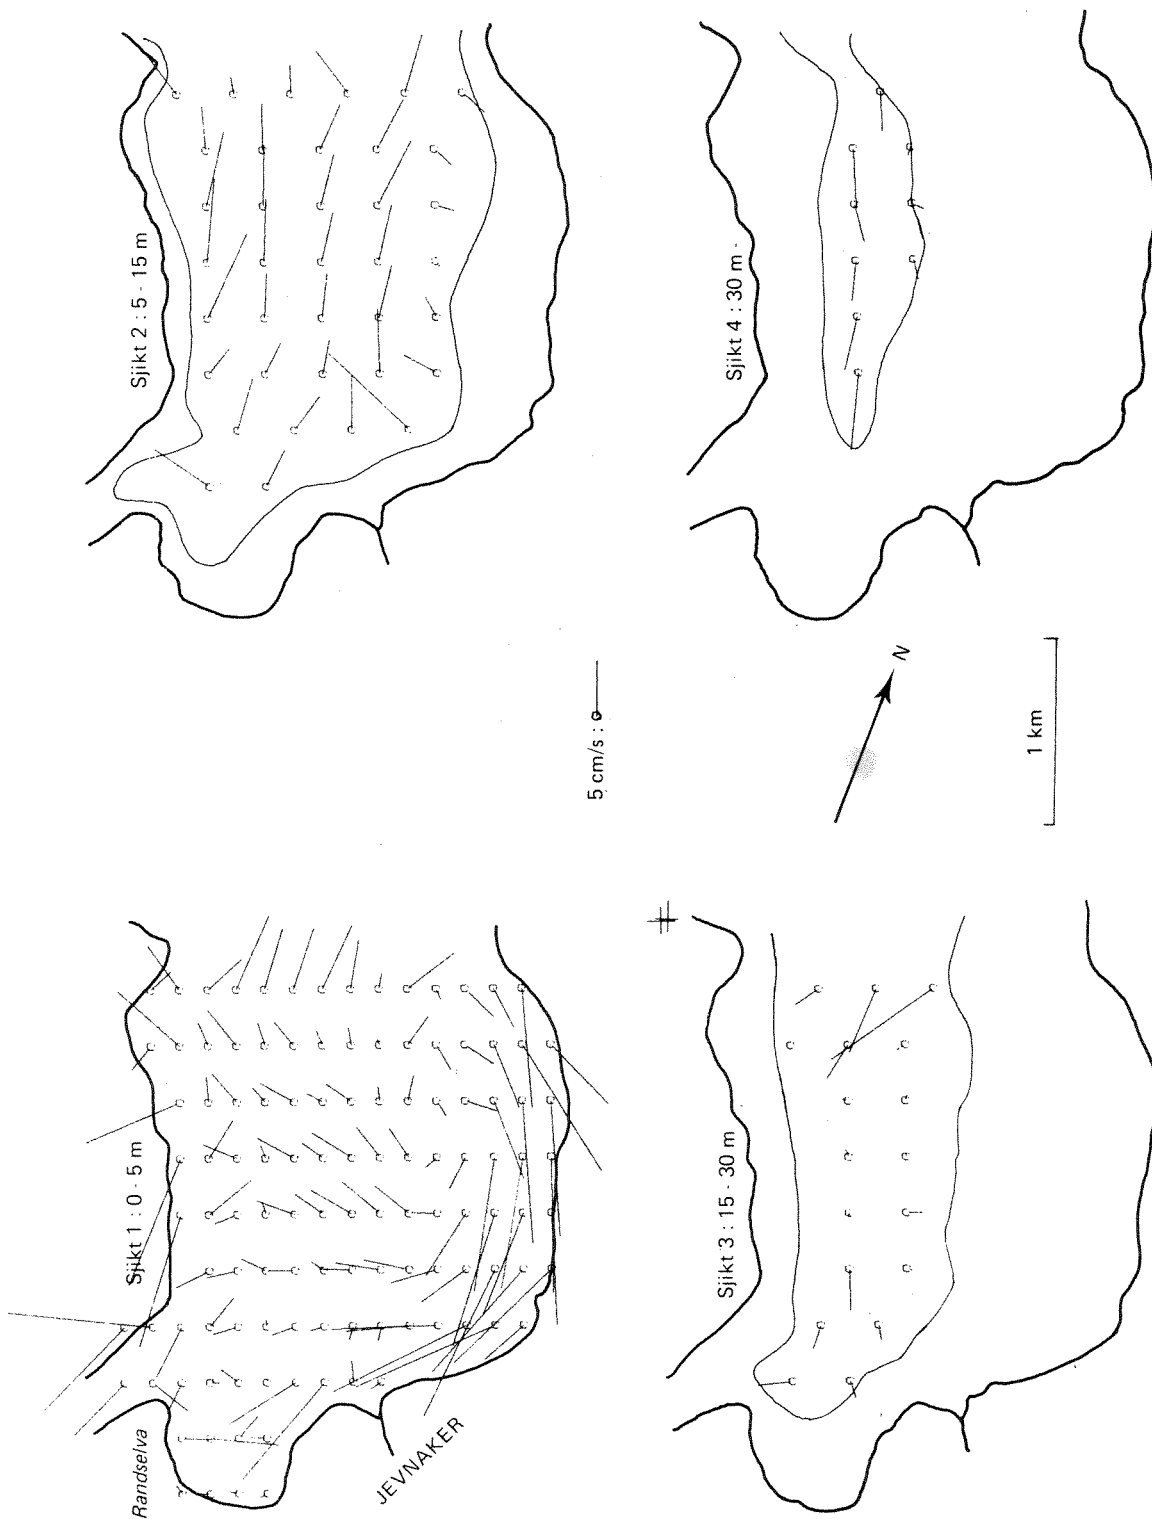 Sjikt 1 : 0 - 5 m
Randselva
JEVNAKER
Sjikt 2 : 5 - 15 m
5 cm/s :
N
1 km
Sjikt 3 : 15 - 30 m
Sjikt 4 : 30 m -